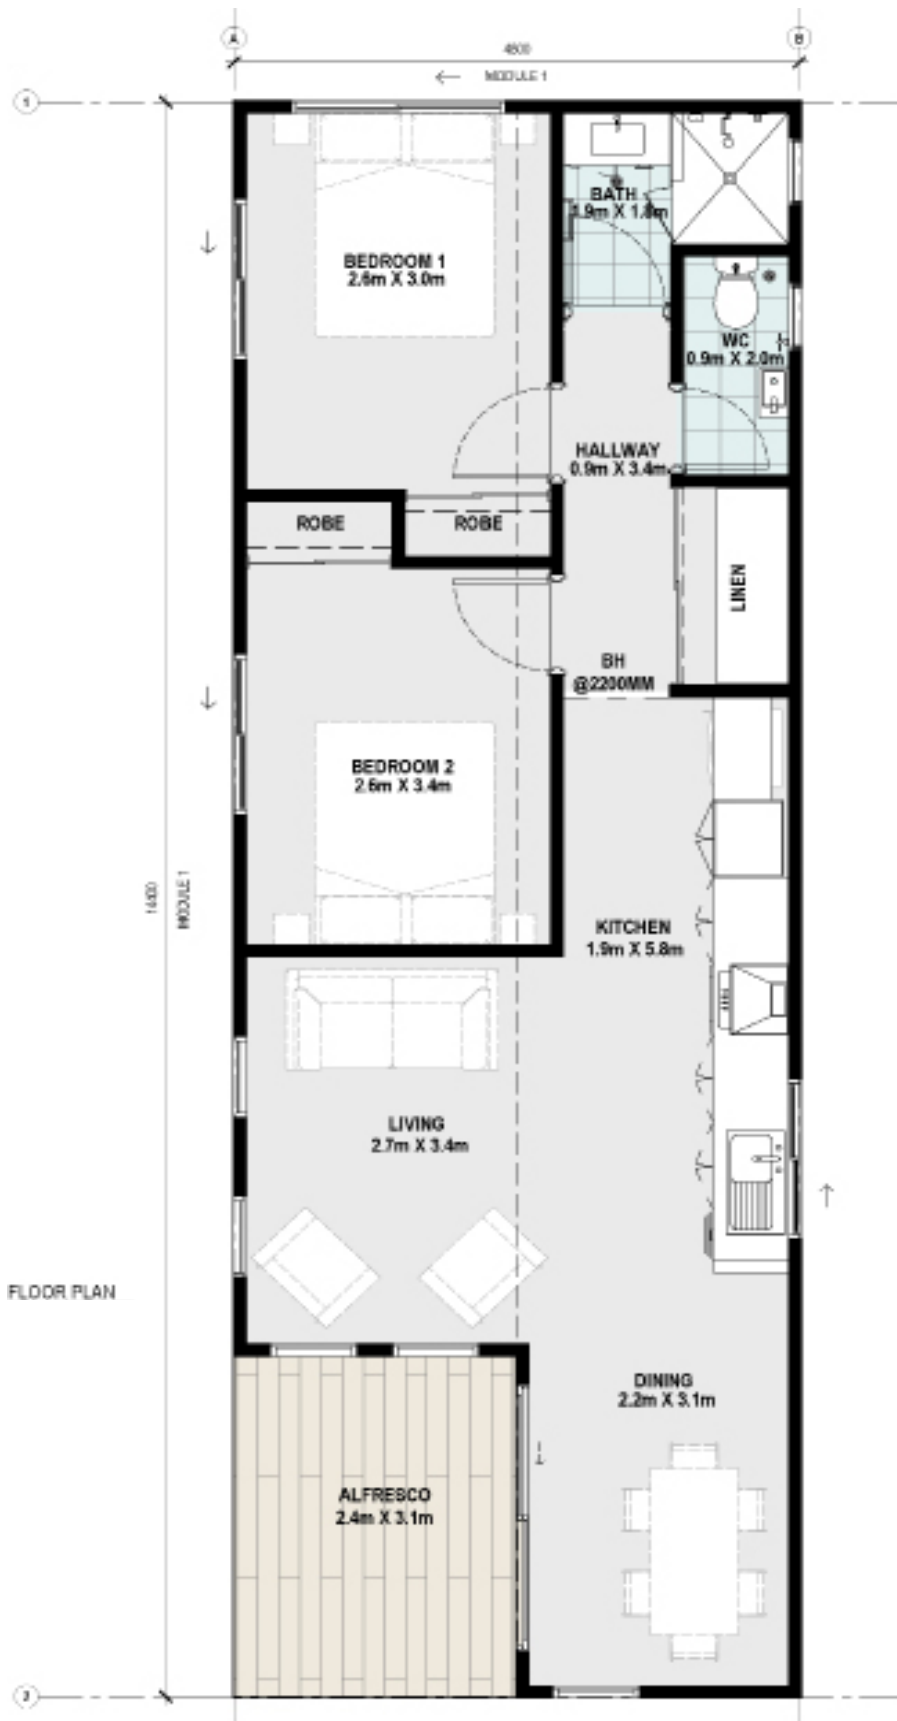 A
B
4800
← MODULE 1
1
BATH
1.9m X 1.8m
BEDROOM 1
2.6m X 3.0m
WC
0.9m X 2.0m
HALLWAY
0.9m X 3.4m
ROBE
ROBE
LINEN
BH
@2200MM
BEDROOM 2
2.6m X 3.4m
14400
MODULE 1
KITCHEN
1.9m X 5.8m
LIVING
2.7m X 3.4m
FLOOR PLAN
DINING
2.2m X 3.1m
ALFRESCO
2.4m X 3.1m
2